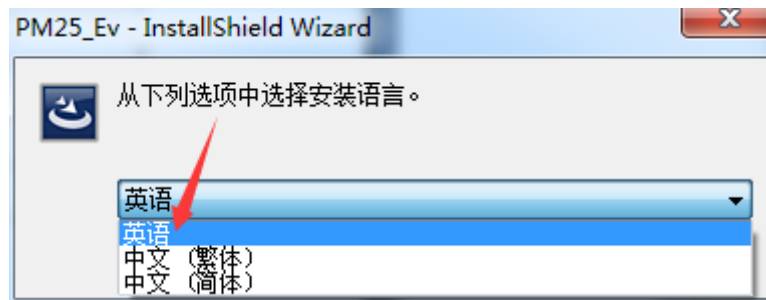 PM25_Ev - InstallShield Wizard
从下列选项中选择安装语言。
英语
英语
中文 (繁体)
中文 (简体)